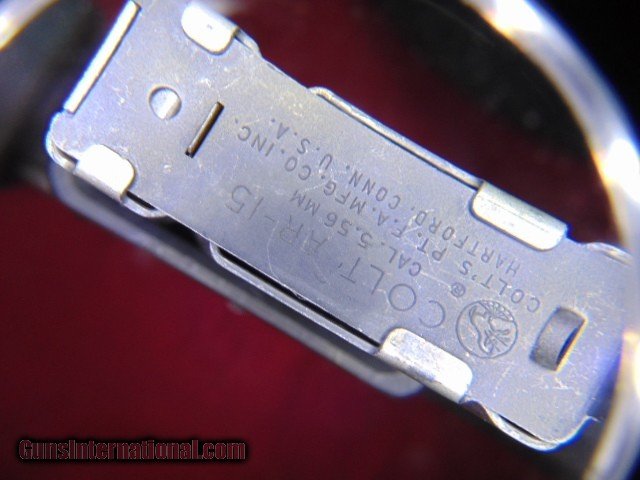 COLT AR-15
® CAL. 5.56 MM
COLT'S PT. F.A. MFG. CO. INC.
HARTFORD, CONN. U.S.A.
GunsInternational.com